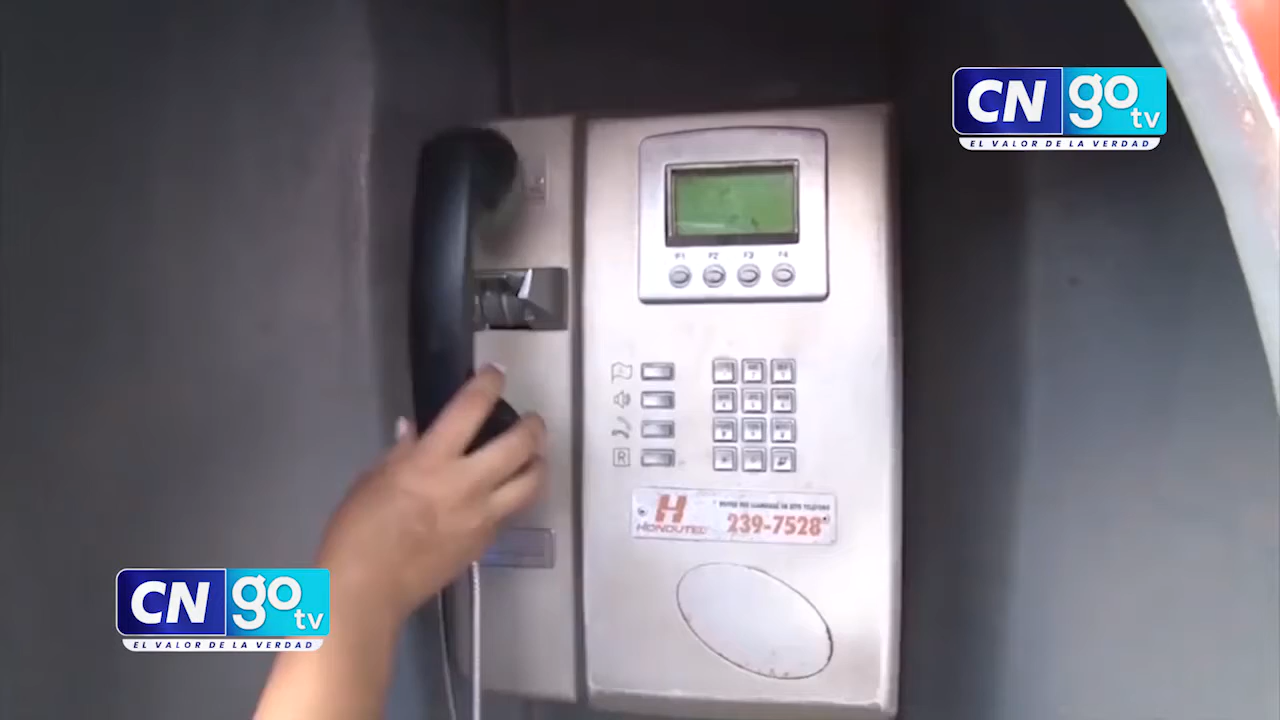 CN go tv
EL VALOR DE LA VERDAD
F1 F2 F3 F4
R
H
HONDUTEL
239-7528
CN go tv
EL VALOR DE LA VERDAD